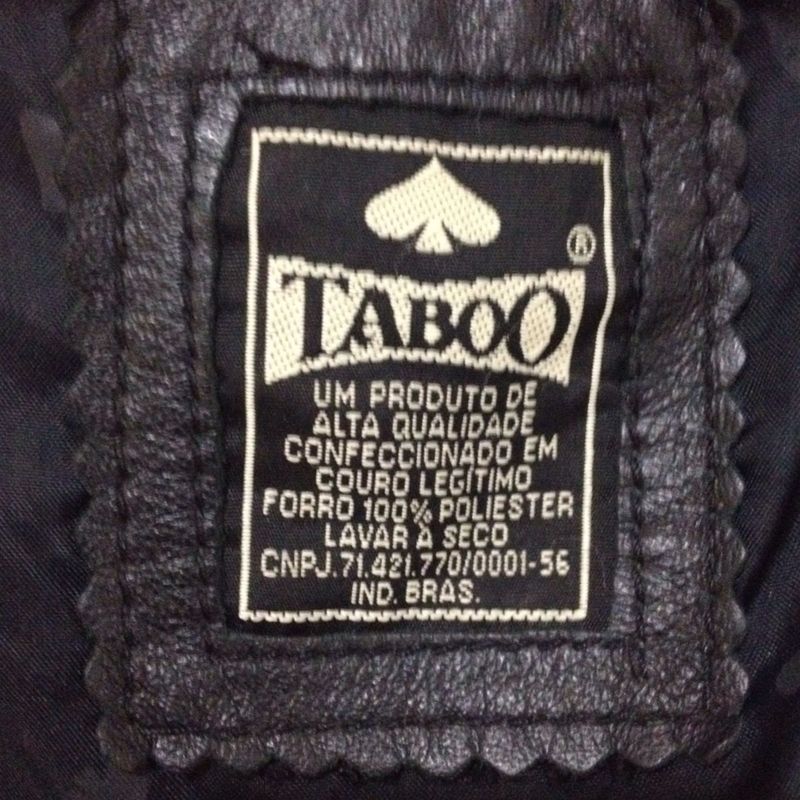 ®
TABOO
UM PRODUTO DE
ALTA QUALIDADE
CONFECCIONADO EM
COURO LEGÍTIMO
FORRO 100% POLIESTER
LAVAR À SECO
CNPJ.71.421.770/0001-56
IND. BRAS.